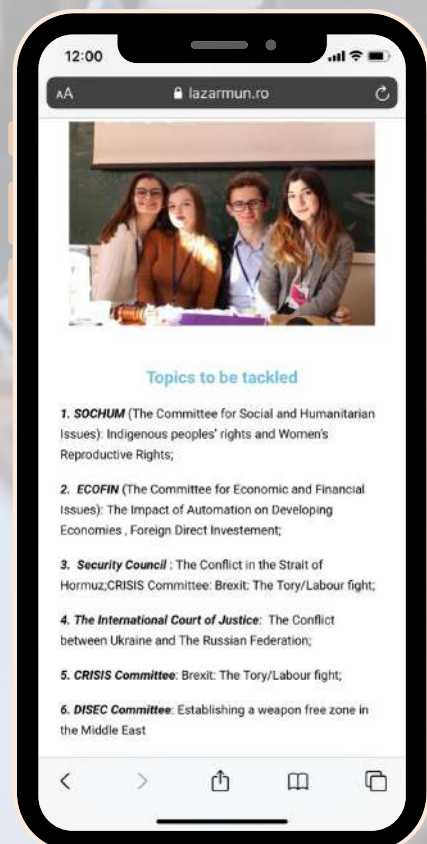 12:00
AA
lazarmun.ro
Topics to be tackled
1. SOCHUM (The Committee for Social and Humanitarian
Issues): Indigenous peoples' rights and Women's
Reproductive Rights;
2. ECOFIN (The Committee for Economic and Financial
Issues): The Impact of Automation on Developing
Economies , Foreign Direct Investement;
3. Security Council : The Conflict in the Strait of
Hormuz;CRISIS Committee: Brexit: The Tory/Labour fight;
4. The International Court of Justice: The Conflict
between Ukraine and The Russian Federation;
5. CRISIS Committee: Brexit: The Tory/Labour fight;
6. DISEC Committee: Establishing a weapon free zone in
the Middle East